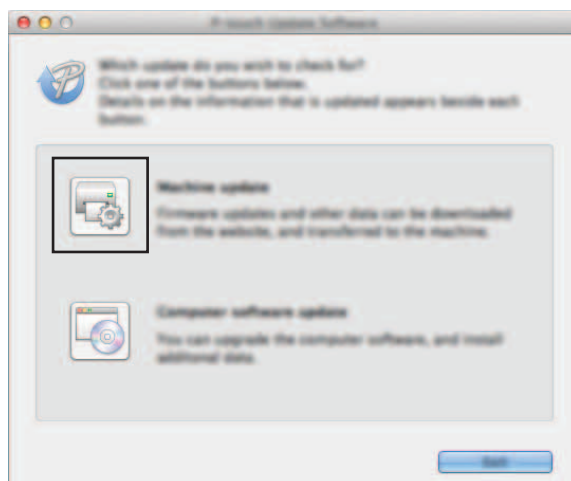 P-touch Update Software
Which update do you wish to check for?
Click one of the buttons below.
Details on the information that is updated appears beside each
button.
Machine update
Firmware updates and other data can be downloaded
from the website, and transferred to the machine.
Computer software update
You can upgrade the computer software, and install
additional data.
Exit